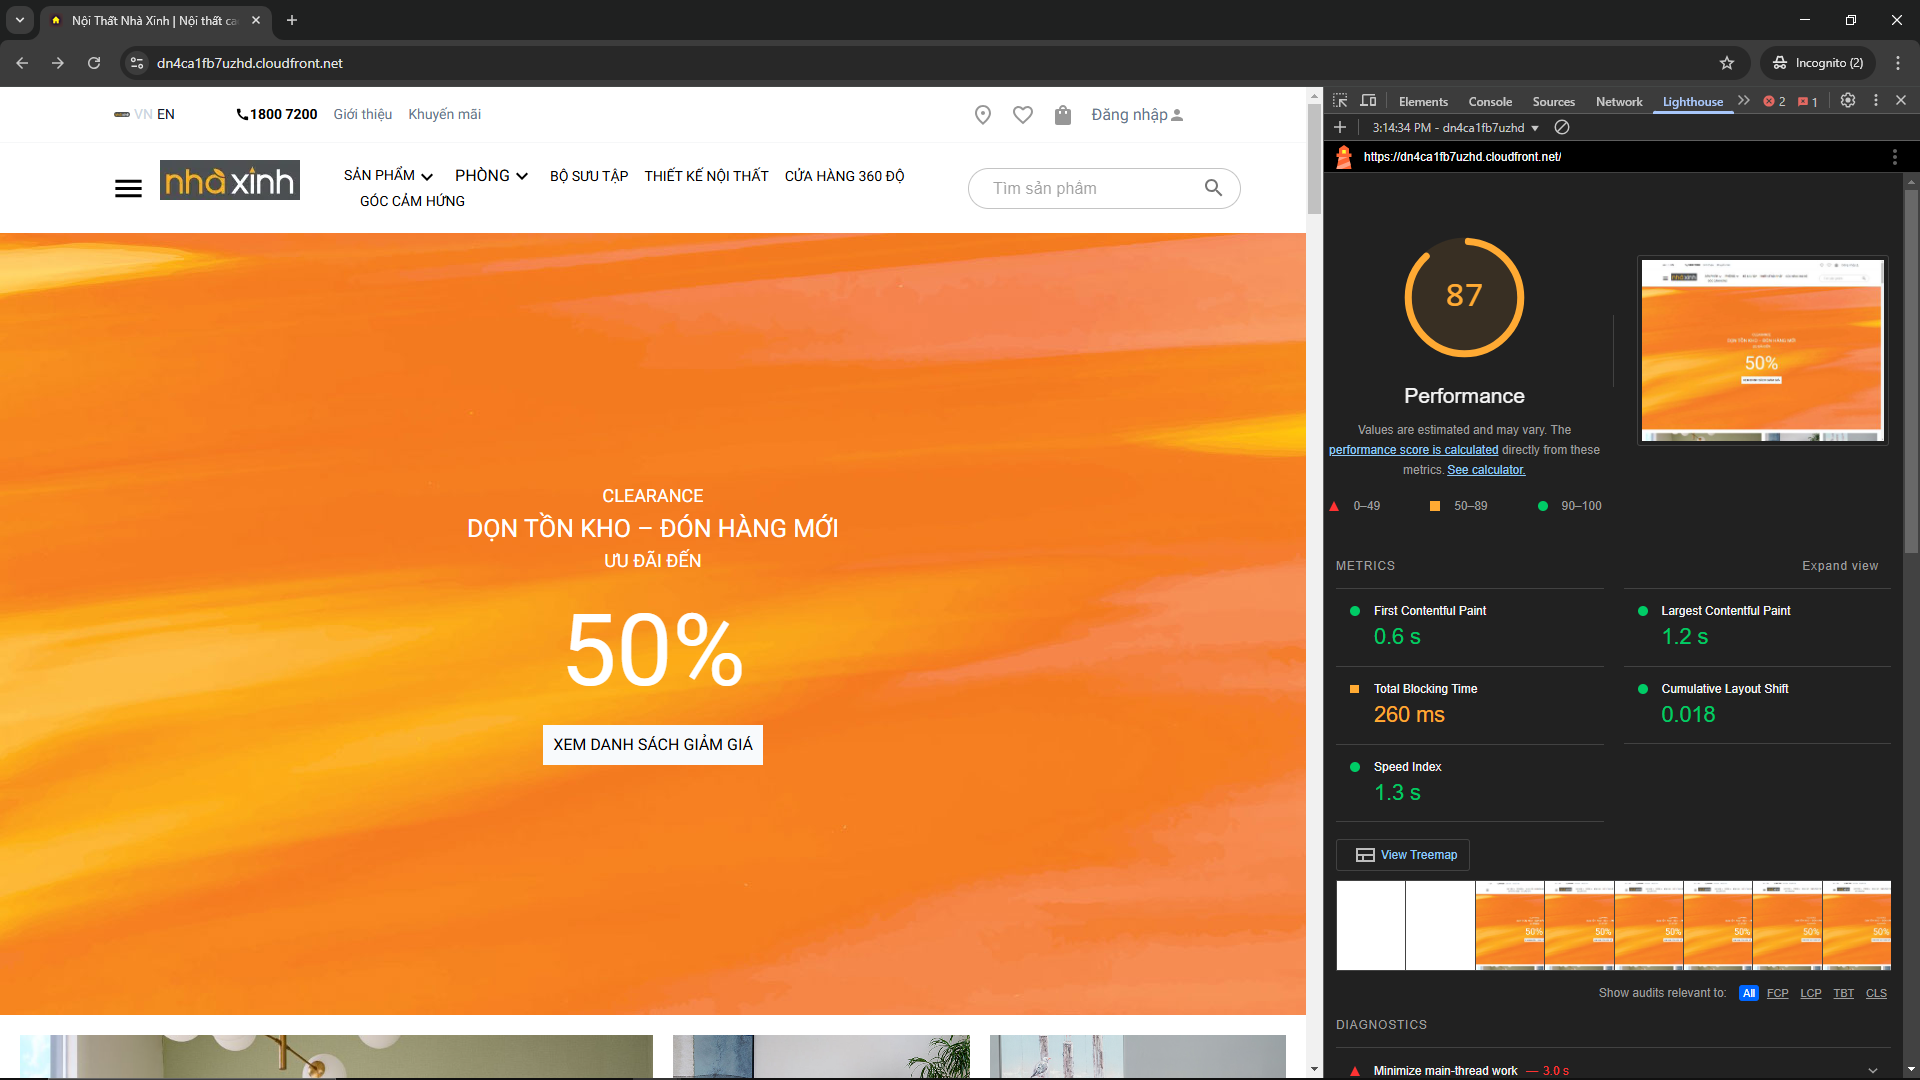 Nội Thất Nhà Xinh | Nội thất ca
dn4ca1fb7uzhd.cloudfront.net
Incognito (2)
VN EN
1800 7200
Giới thiệu
Khuyến mãi
Đăng nhập
nhà xinh
SẢN PHẨM
PHÒNG
BỘ SƯU TẬP
THIẾT KẾ NỘI THẤT
CỬA HÀNG 360 ĐỘ
GÓC CẢM HỨNG
Tìm sản phẩm
CLEARANCE
DỌN TỒN KHO – ĐÓN HÀNG MỚI
ƯU ĐÃI ĐẾN
50%
XEM DANH SÁCH GIẢM GIÁ
Elements
Console
Sources
Network
Lighthouse
2
1
3:14:34 PM - dn4ca1fb7uzhd
https://dn4ca1fb7uzhd.cloudfront.net/
87
Performance
Values are estimated and may vary. The
performance score is calculated directly from these
metrics. See calculator.
0–49
50–89
90–100
50%
METRICS
Expand view
First Contentful Paint
0.6 s
Largest Contentful Paint
1.2 s
Total Blocking Time
260 ms
Cumulative Layout Shift
0.018
Speed Index
1.3 s
View Treemap
50%
50%
50%
50%
50%
50%
Show audits relevant to: All FCP LCP TBT CLS
DIAGNOSTICS
Minimize main-thread work — 3.0 s